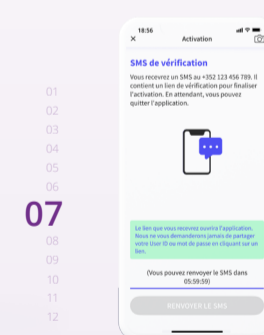 01
02
03
04
05
06
07
08
09
10
11
12
18:56
Activation
SMS de vérification
Vous recevrez un SMS au +352 123 456 789. Il
contient un lien de vérification pour finaliser
l'activation. En attendant, vous pouvez
quitter l'application.
Le lien que vous recevrez ouvrira l'application.
Nous ne vous demanderons jamais de partager
votre User ID ou mot de passe en cliquant sur un
lien.
(Vous pouvez renvoyer le SMS dans
05:59:59)
RENVOYER LE SMS